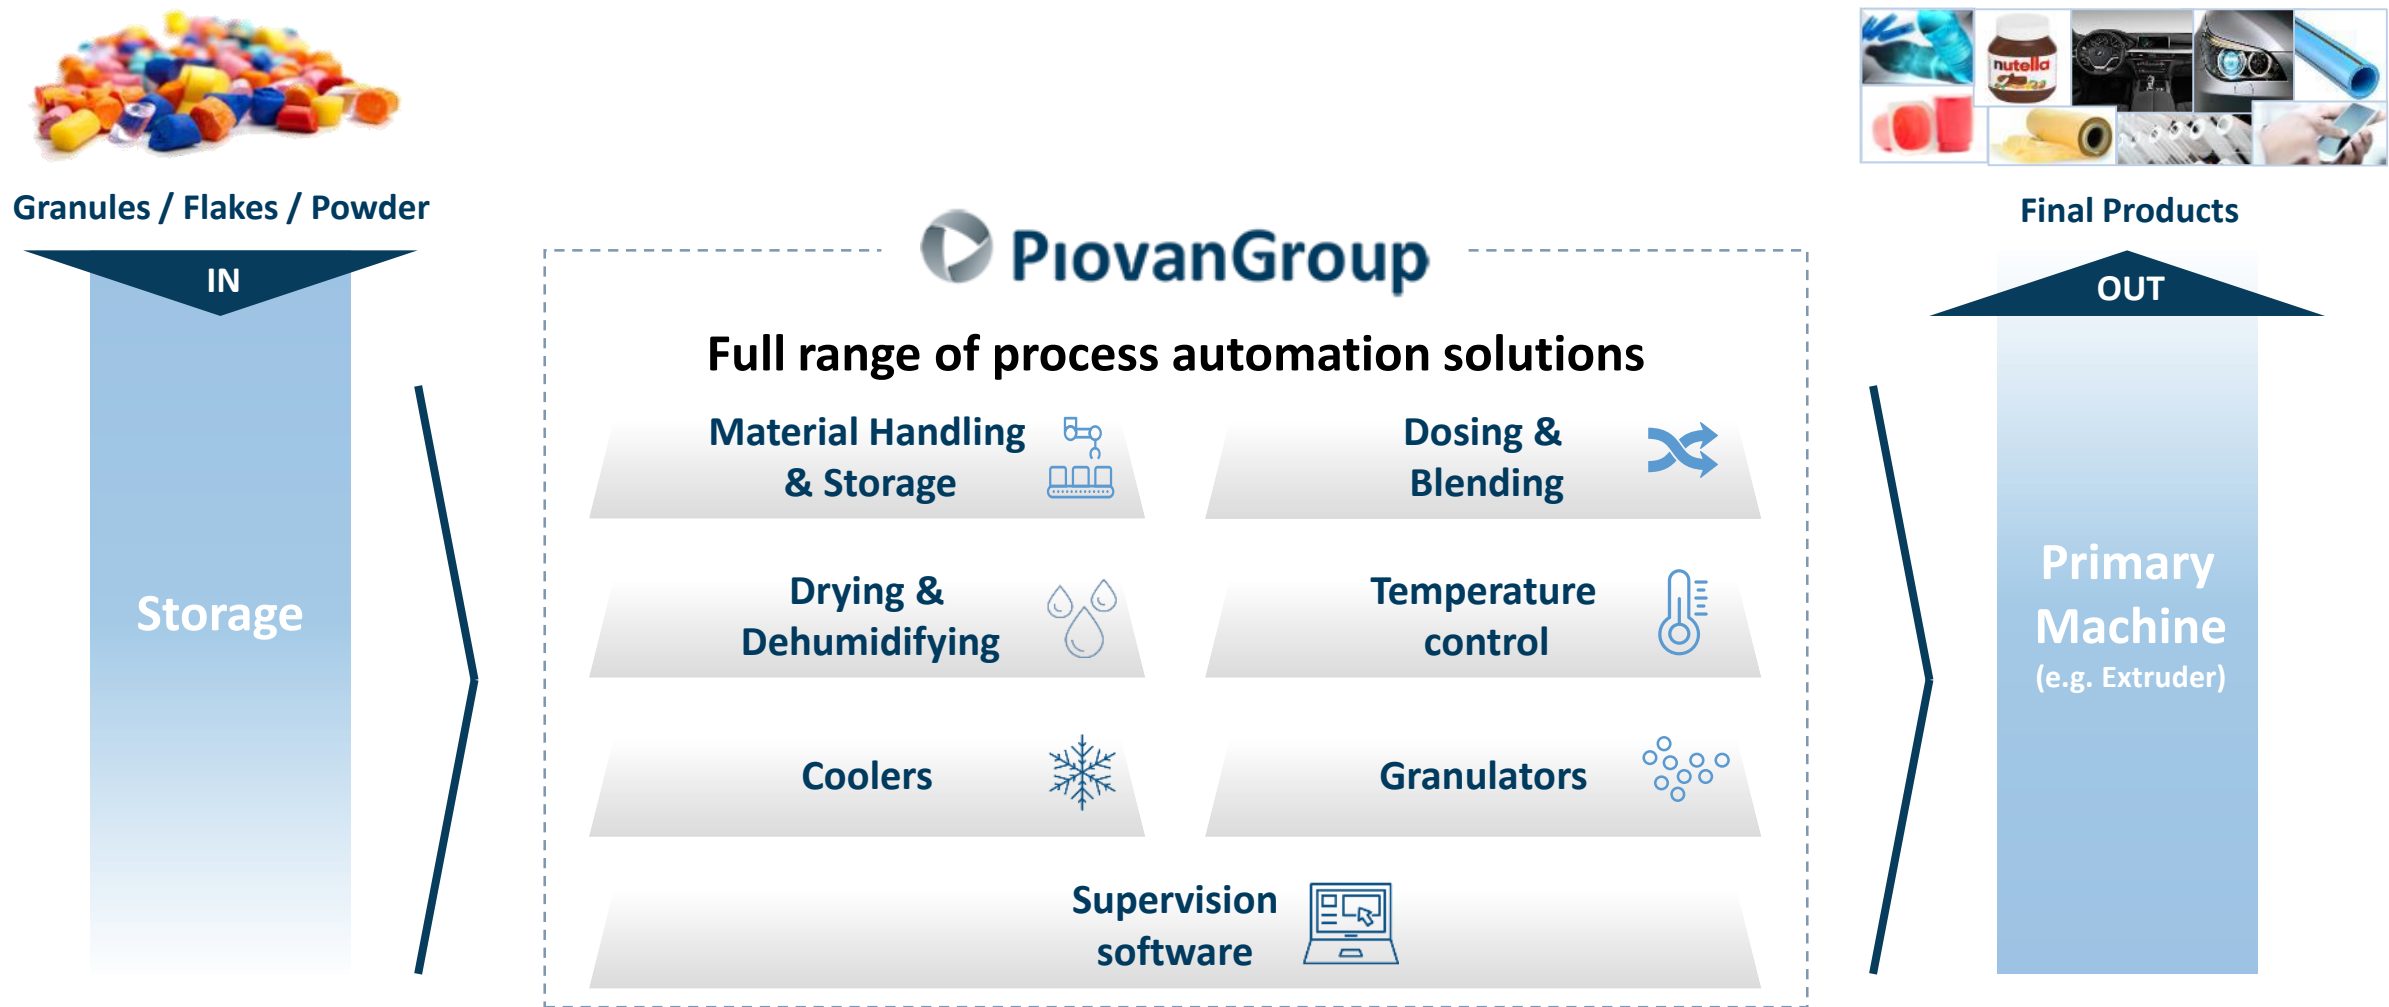 nutella
Granules / Flakes / Powder
IN
Storage
PiovanGroup
Full range of process automation solutions
Material Handling
& Storage
Dosing &
Blending
Drying &
Dehumidifying
Temperature
control
Coolers
Granulators
Supervision
software
Final Products
OUT
Primary
Machine
(e.g. Extruder)